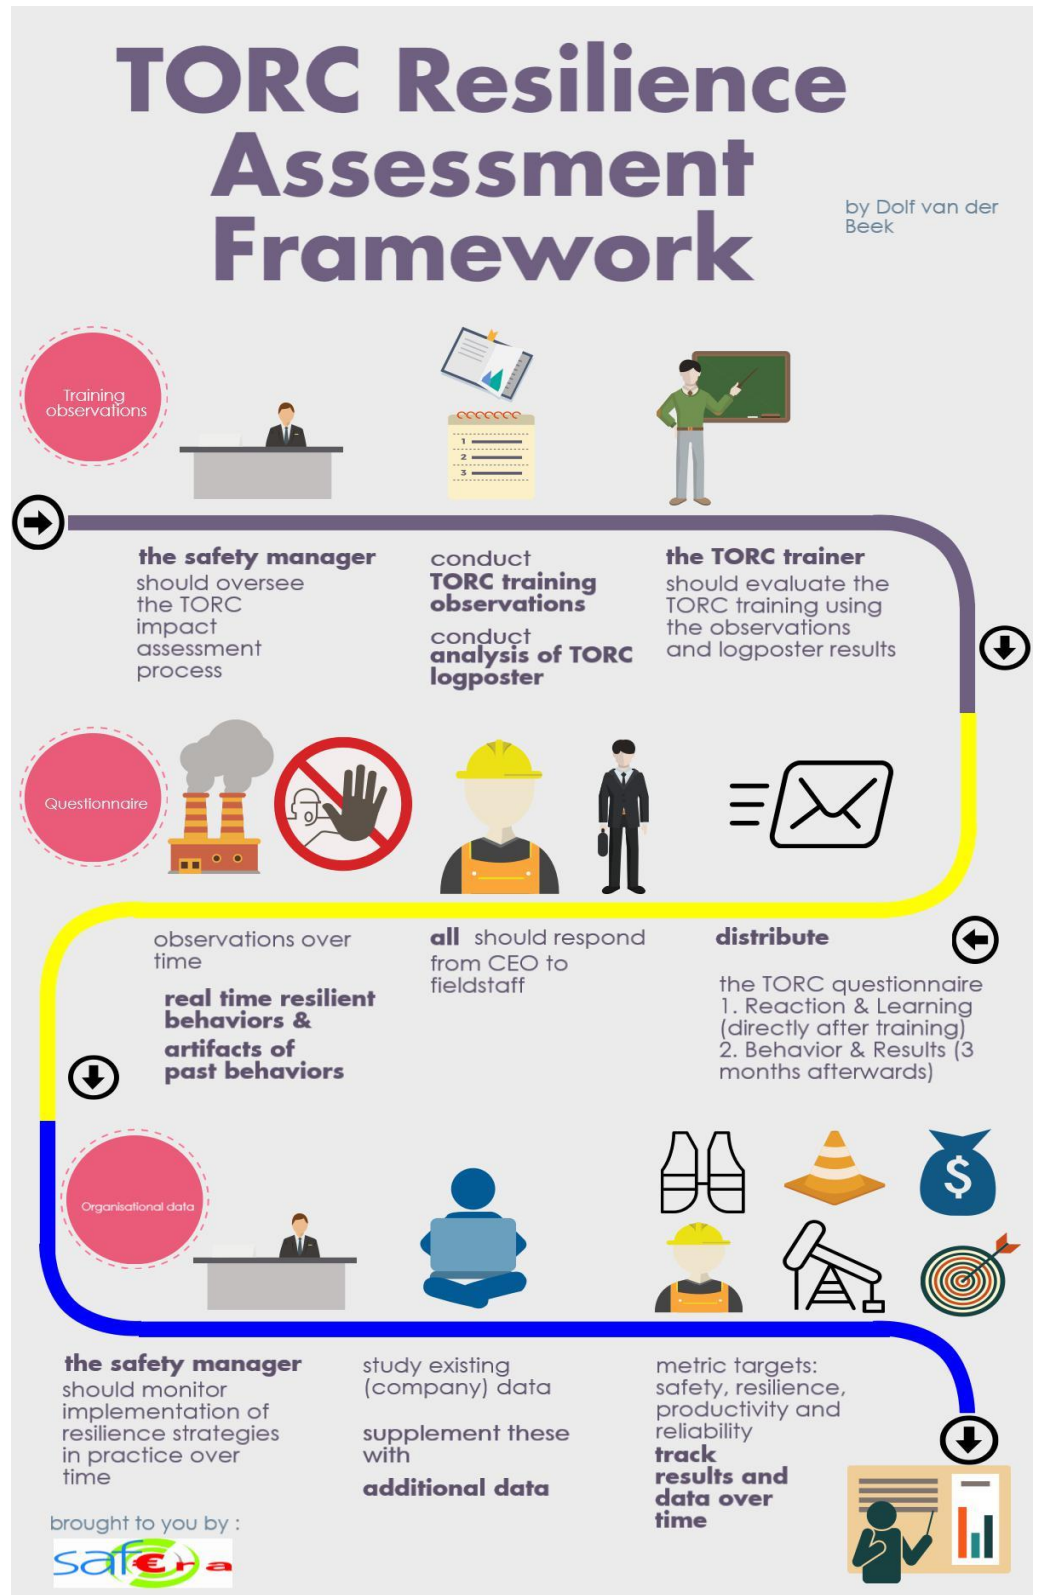 TORC Resilience
Assessment
Framework
by Dolf van der
Beek
Training
observations
1
2
3
the safety manager
should oversee
the TORC
impact
assessment
process
conduct
TORC training
observations
conduct
analysis of TORC
logposter
the TORC trainer
should evaluate the
TORC training using
the observations
and logposter results
Questionnaire
observations over
time
real time resilient
behaviors &
artifacts of
past behaviors
all should respond
from CEO to
fieldstaff
distribute
the TORC questionnaire
1. Reaction & Learning
(directly after training)
2. Behavior & Results (3
months afterwards)
Organisational data
$
the safety manager
should monitor
implementation of
resilience strategies
in practice over
time
study existing
(company) data
supplement these
with
additional data
metric targets:
safety, resilience,
productivity and
reliability
track
results and
data over
time
brought to you by :
saf€ra